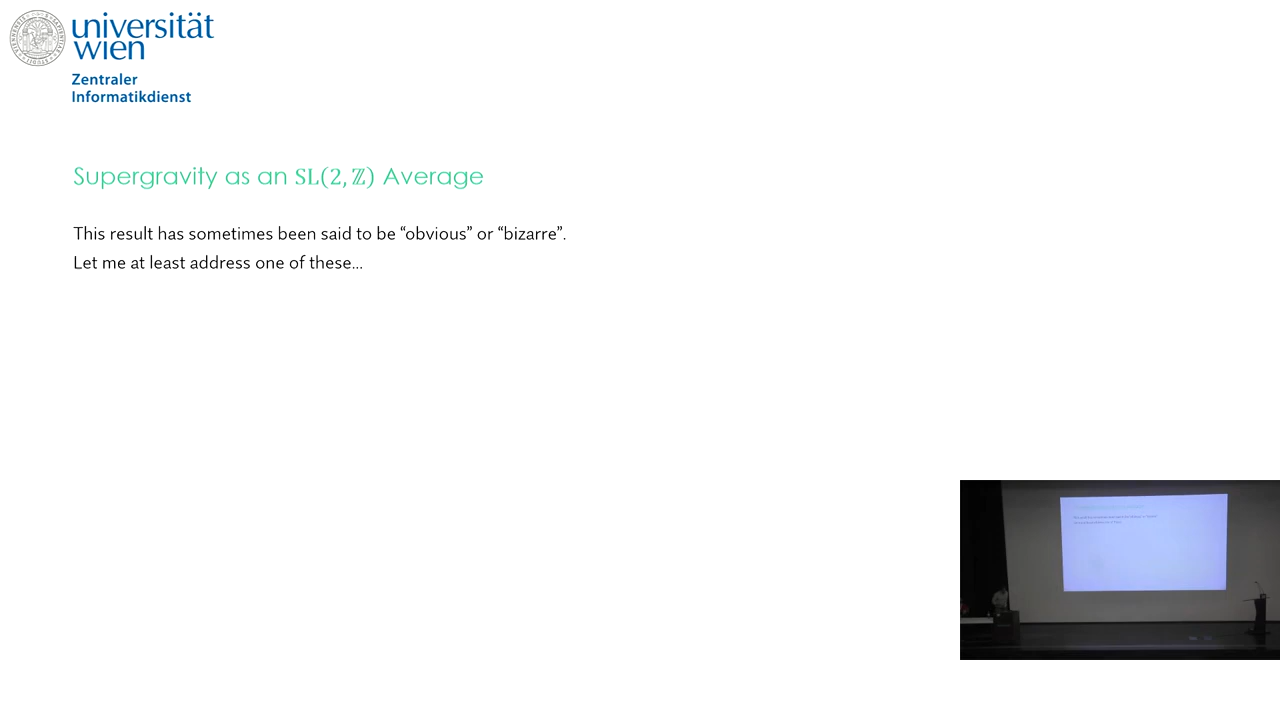 universität
wien
Zentraler
Informatikdienst
Supergravity as an SL(2, ℤ) Average
This result has sometimes been said to be “obvious” or “bizarre”.
Let me at least address one of these...